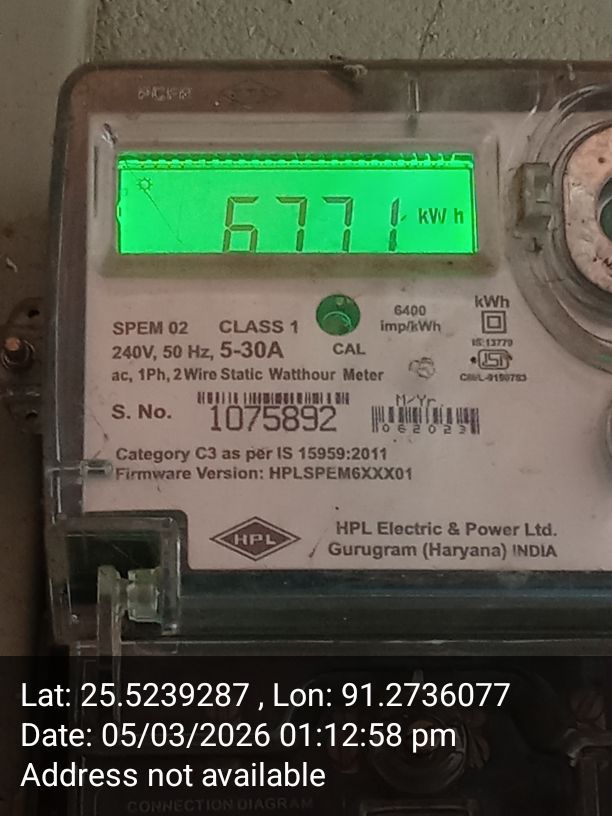 6771 kWh
SPEM 02 CLASS 1
6400 imp/kWh
kWh
240V, 50 Hz, 5-30A
CAL
IS:13779
ISI
ac, 1Ph, 2Wire Static Watthour Meter
S. No. 1075892
M/Yr.
062023
Category C3 as per IS 15959:2011
Firmware Version: HPLSPEM6XXX01
HPL
HPL Electric & Power Ltd.
Gurugram (Haryana) INDIA
Lat: 25.5239287 , Lon: 91.2736077
Date: 05/03/2026 01:12:58 pm
Address not available
CONNECTION DIAGRAM